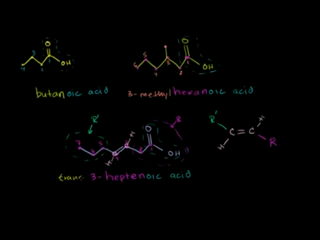 O
OH
butanoic acid
O
OH
3-methylhexanoic acid
R'
H
O
OH
R
H
trans 3-heptenoic acid
R'
H
C=C
H
R